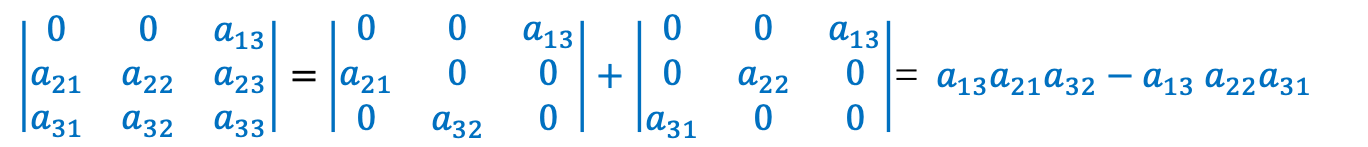 |0 0 a₁₃| = |0 0 a₁₃| + |0 0 a₁₃| = a₁₃a₂₁a₃₂ − a₁₃ a₂₂a₃₁
|a₂₁ a₂₂ a₂₃| |a₂₁ 0 0| |0 a₂₂ 0|
|a₃₁ a₃₂ a₃₃| |0 a₃₂ 0| |a₃₁ 0 0|